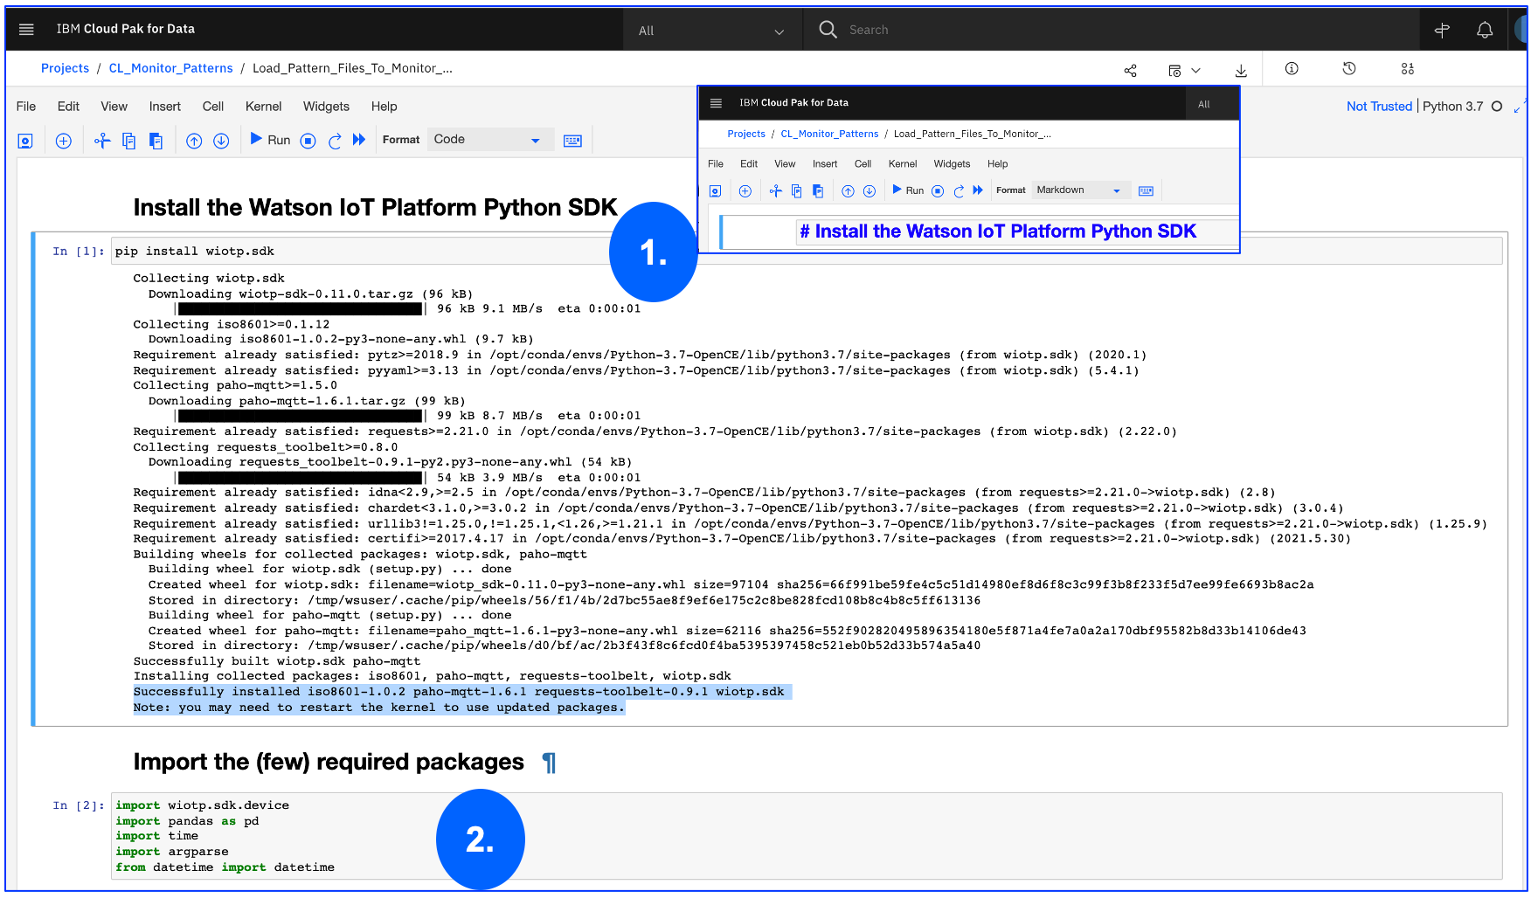 IBM Cloud Pak for Data
All
Search
Projects / CL_Monitor_Patterns / Load_Pattern_Files_To_Monitor_...
File Edit View Insert Cell Kernel Widgets Help
Not Trusted | Python 3.7
Run Format Code
IBM Cloud Pak for Data All
Projects / CL_Monitor_Patterns / Load_Pattern_Files_To_Monitor_...
File Edit View Insert Cell Kernel Widgets Help
Run Format Markdown
# Install the Watson IoT Platform Python SDK
Install the Watson IoT Platform Python SDK
1.
In [1]: pip install wiotp.sdk
Collecting wiotp.sdk
Downloading wiotp-sdk-0.11.0.tar.gz (96 kB)
| | 96 kB 9.1 MB/s eta 0:00:01
Collecting iso8601>=0.1.12
Downloading iso8601-1.0.2-py3-none-any.whl (9.7 kB)
Requirement already satisfied: pytz>=2018.9 in /opt/conda/envs/Python-3.7-OpenCE/lib/python3.7/site-packages (from wiotp.sdk) (2020.1)
Requirement already satisfied: pyyaml>=3.13 in /opt/conda/envs/Python-3.7-OpenCE/lib/python3.7/site-packages (from wiotp.sdk) (5.4.1)
Collecting paho-mqtt>=1.5.0
Downloading paho-mqtt-1.6.1.tar.gz (99 kB)
| | 99 kB 8.7 MB/s eta 0:00:01
Requirement already satisfied: requests>=2.21.0 in /opt/conda/envs/Python-3.7-OpenCE/lib/python3.7/site-packages (from wiotp.sdk) (2.22.0)
Collecting requests_toolbelt>=0.8.0
Downloading requests_toolbelt-0.9.1-py2.py3-none-any.whl (54 kB)
| | 54 kB 3.9 MB/s eta 0:00:01
Requirement already satisfied: idna<2.9,>=2.5 in /opt/conda/envs/Python-3.7-OpenCE/lib/python3.7/site-packages (from requests>=2.21.0->wiotp.sdk) (2.8)
Requirement already satisfied: chardet<3.1.0,>=3.0.2 in /opt/conda/envs/Python-3.7-OpenCE/lib/python3.7/site-packages (from requests>=2.21.0->wiotp.sdk) (3.0.4)
Requirement already satisfied: urllib3!=1.25.0,!=1.25.1,<1.26,>=1.21.1 in /opt/conda/envs/Python-3.7-OpenCE/lib/python3.7/site-packages (from requests>=2.21.0->wiotp.sdk) (1.25.9)
Requirement already satisfied: certifi>=2017.4.17 in /opt/conda/envs/Python-3.7-OpenCE/lib/python3.7/site-packages (from requests>=2.21.0->wiotp.sdk) (2021.5.30)
Building wheels for collected packages: wiotp.sdk, paho-mqtt
Building wheel for wiotp.sdk (setup.py) ... done
Created wheel for wiotp.sdk: filename=wiotp_sdk-0.11.0-py3-none-any.whl size=97104 sha256=66f991be59fe4c5c51d14980ef8d6f8c3c99f3b8f233f5d7ee99fe6693b8ac2a
Stored in directory: /tmp/wsuser/.cache/pip/wheels/56/f1/4b/2d7bc55ae8f9ef6e175c2c8be828fcd108b8c4b8c5ff613136
Building wheel for paho-mqtt (setup.py) ... done
Created wheel for paho-mqtt: filename=paho_mqtt-1.6.1-py3-none-any.whl size=62116 sha256=552f902820495896354180e5f871a4fe7a0a2a170dbf95582b8d33b14106de43
Stored in directory: /tmp/wsuser/.cache/pip/wheels/d0/bf/ac/2b3f43f8c6fcd0f4ba5395397458c521eb0b52d33b574a5a40
Successfully built wiotp.sdk paho-mqtt
Installing collected packages: iso8601, paho-mqtt, requests-toolbelt, wiotp.sdk
Successfully installed iso8601-1.0.2 paho-mqtt-1.6.1 requests-toolbelt-0.9.1 wiotp.sdk
Note: you may need to restart the kernel to use updated packages.
Import the (few) required packages ¶
2.
In [2]: import wiotp.sdk.device
import pandas as pd
import time
import argparse
from datetime import datetime